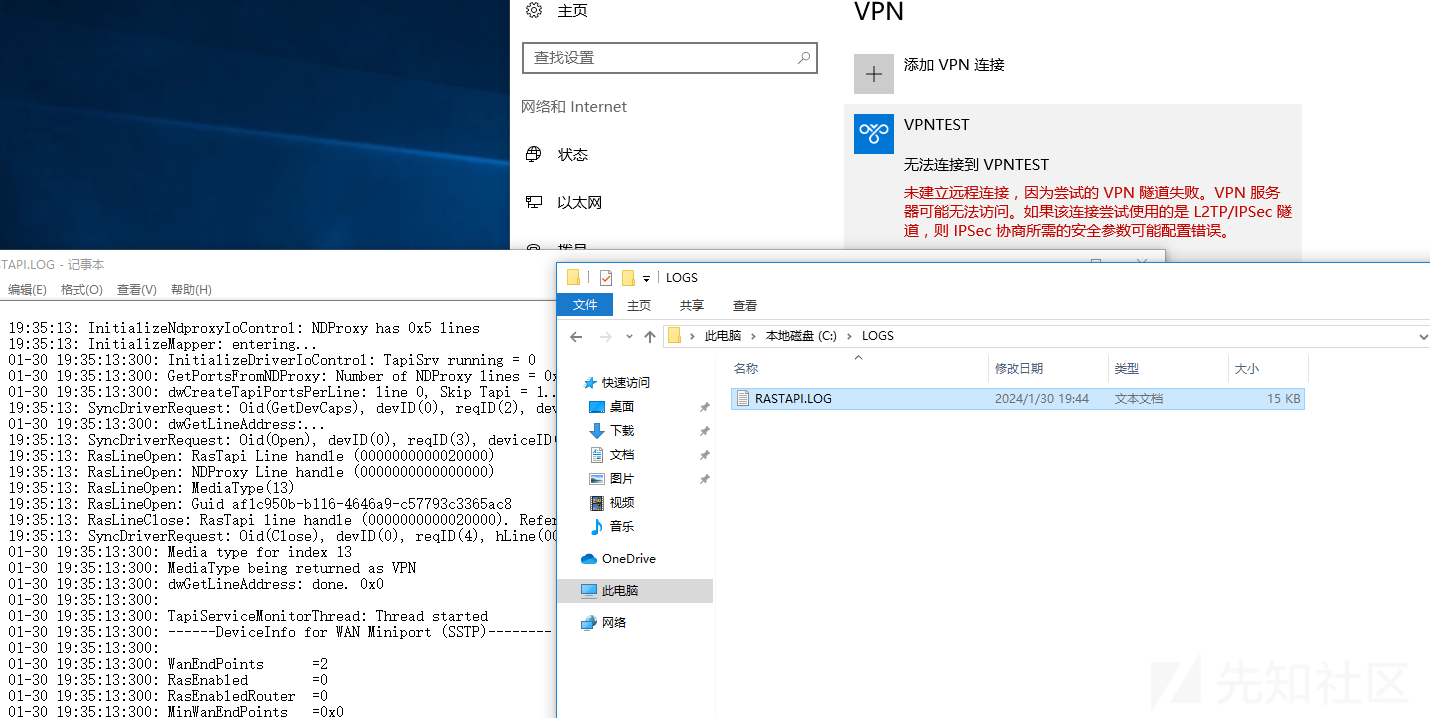 主页
查找设置
网络和 Internet
状态
以太网
VPN
添加 VPN 连接
VPNTEST
无法连接到 VPNTEST
未建立远程连接，因为尝试的 VPN 隧道失败。VPN 服务
器可能无法访问。如果该连接尝试使用的是 L2TP/IPSec 隧
道，则 IPSec 协商所需的安全参数可能配置错误。
TAPI.LOG - 记事本
编辑(E) 格式(O) 查看(V) 帮助(H)
19:35:13: InitializeNdproxyIoControl: NDProxy has 0x5 lines
19:35:13: InitializeMapper: entering...
01-30 19:35:13:300: InitializeDriverIoControl: TapiSrv running = 0
01-30 19:35:13:300: GetPortsFromNDProxy: Number of NDProxy lines = 0x
01-30 19:35:13:300: dwCreateTapiPortsPerLine: line 0, Skip Tapi = 1..
19:35:13: SyncDriverRequest: Oid(GetDevCaps), devID(0), reqID(2), dev
01-30 19:35:13:300: dwGetLineAddress:...
19:35:13: SyncDriverRequest: Oid(Open), devID(0), reqID(3), deviceID
19:35:13: RasLineOpen: RasTapi Line handle (0000000000020000)
19:35:13: RasLineOpen: NDProxy Line handle (0000000000000000)
19:35:13: RasLineOpen: MediaType(13)
19:35:13: RasLineOpen: Guid af1c950b-b116-4646a9-c57793c3365ac8
19:35:13: RasLineClose: RasTapi line handle (0000000000020000). Refer
19:35:13: SyncDriverRequest: Oid(Close), devID(0), reqID(4), hLine(00
01-30 19:35:13:300: Media type for index 13
01-30 19:35:13:300: MediaType being returned as VPN
01-30 19:35:13:300: dwGetLineAddress: done. 0x0
01-30 19:35:13:300:
01-30 19:35:13:300: TapiServiceMonitorThread: Thread started
01-30 19:35:13:300: ------DeviceInfo for WAN Miniport (SSTP)--------
01-30 19:35:13:300:
01-30 19:35:13:300: WanEndPoints =2
01-30 19:35:13:300: RasEnabled =0
01-30 19:35:13:300: RasEnabledRouter =0
01-30 19:35:13:300: MinWanEndPoints =0x0
LOGS
文件 主页 共享 查看
此电脑 本地磁盘 (C:) LOGS
快速访问
桌面
下载
文档
图片
视频
音乐
OneDrive
此电脑
网络
名称 修改日期 类型 大小
RASTAPI.LOG 2024/1/30 19:44 文本文档 15 KB
先知社区